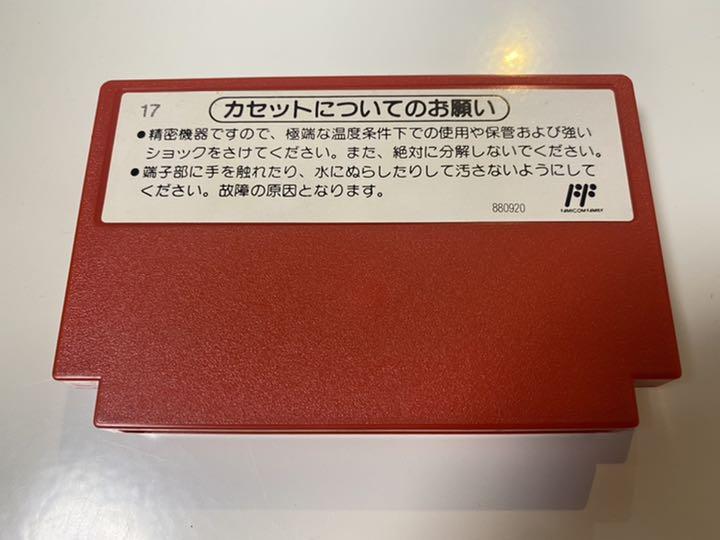 17
カセットについてのお願い
●精密機器ですので、極端な温度条件下での使用や保管および強い
ショックをさけてください。また、絶対に分解しないでください。
●端子部に手を触れたり、水にぬらしたりして汚さないようにして
ください。故障の原因となります。
880920
FAMICOM FAMILY